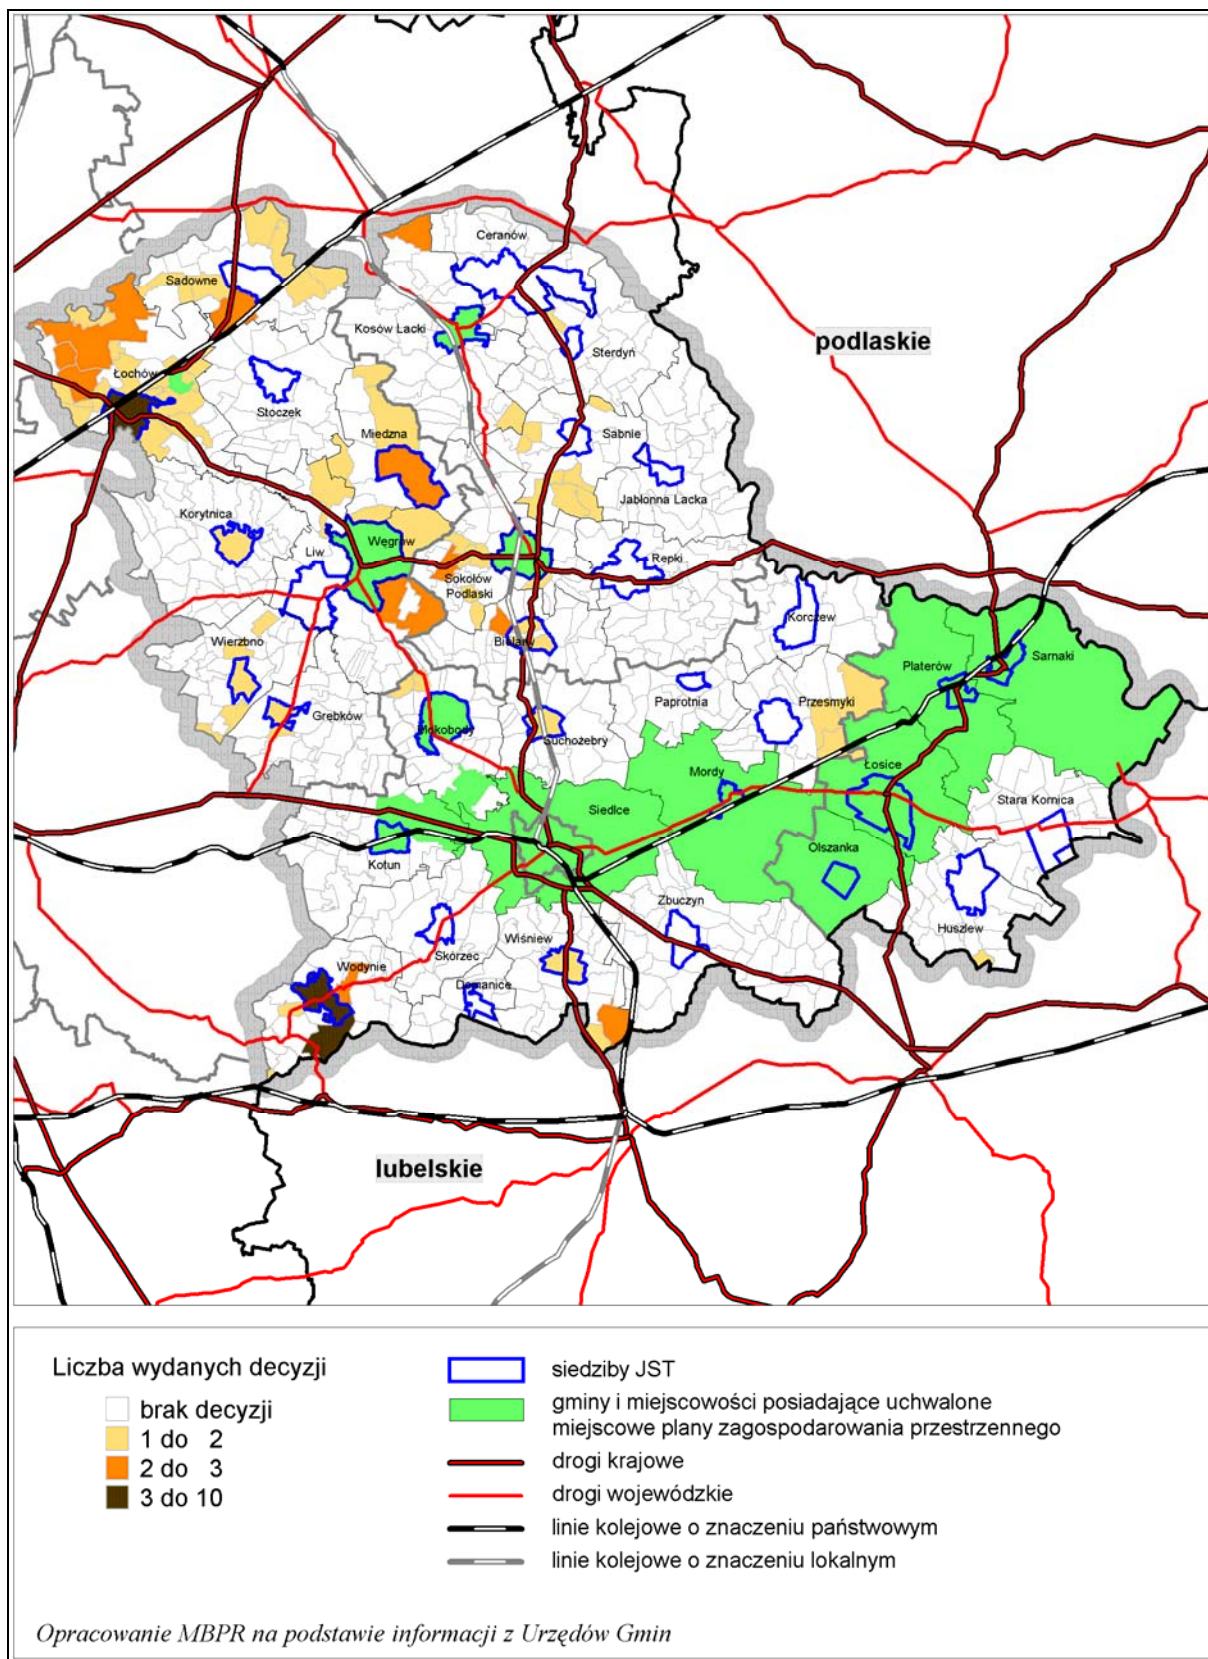 Ceranów
Sadowne
Kosów Lacki
podlaskie
Sterdyń
Łochów
Stoczek
Miedzna
Sabnie
Jabłonna Lacka
Korytnica
Węgrów
Liw
Repki
Sokołów
Podlaski
Korczew
Wierzbno
Bielany
Sarnaki
Platerów
Paprotnia
Przesmyki
Grębków
Mokobody
Suchożebry
Łosice
Mordy
Stara Kornica
Siedlce
Olszanka
Kotuń
Zbuczyn
Huszlew
Wiśniew
Skórzec
Wodynie
Domanice
lubelskie
Liczba wydanych decyzji
brak decyzji
1 do 2
2 do 3
3 do 10
siedziby JST
gminy i miejscowości posiadające uchwalone
miejscowe plany zagospodarowania przestrzennego
drogi krajowe
drogi wojewódzkie
linie kolejowe o znaczeniu państwowym
linie kolejowe o znaczeniu lokalnym
Opracowanie MBPR na podstawie informacji z Urzędów Gmin